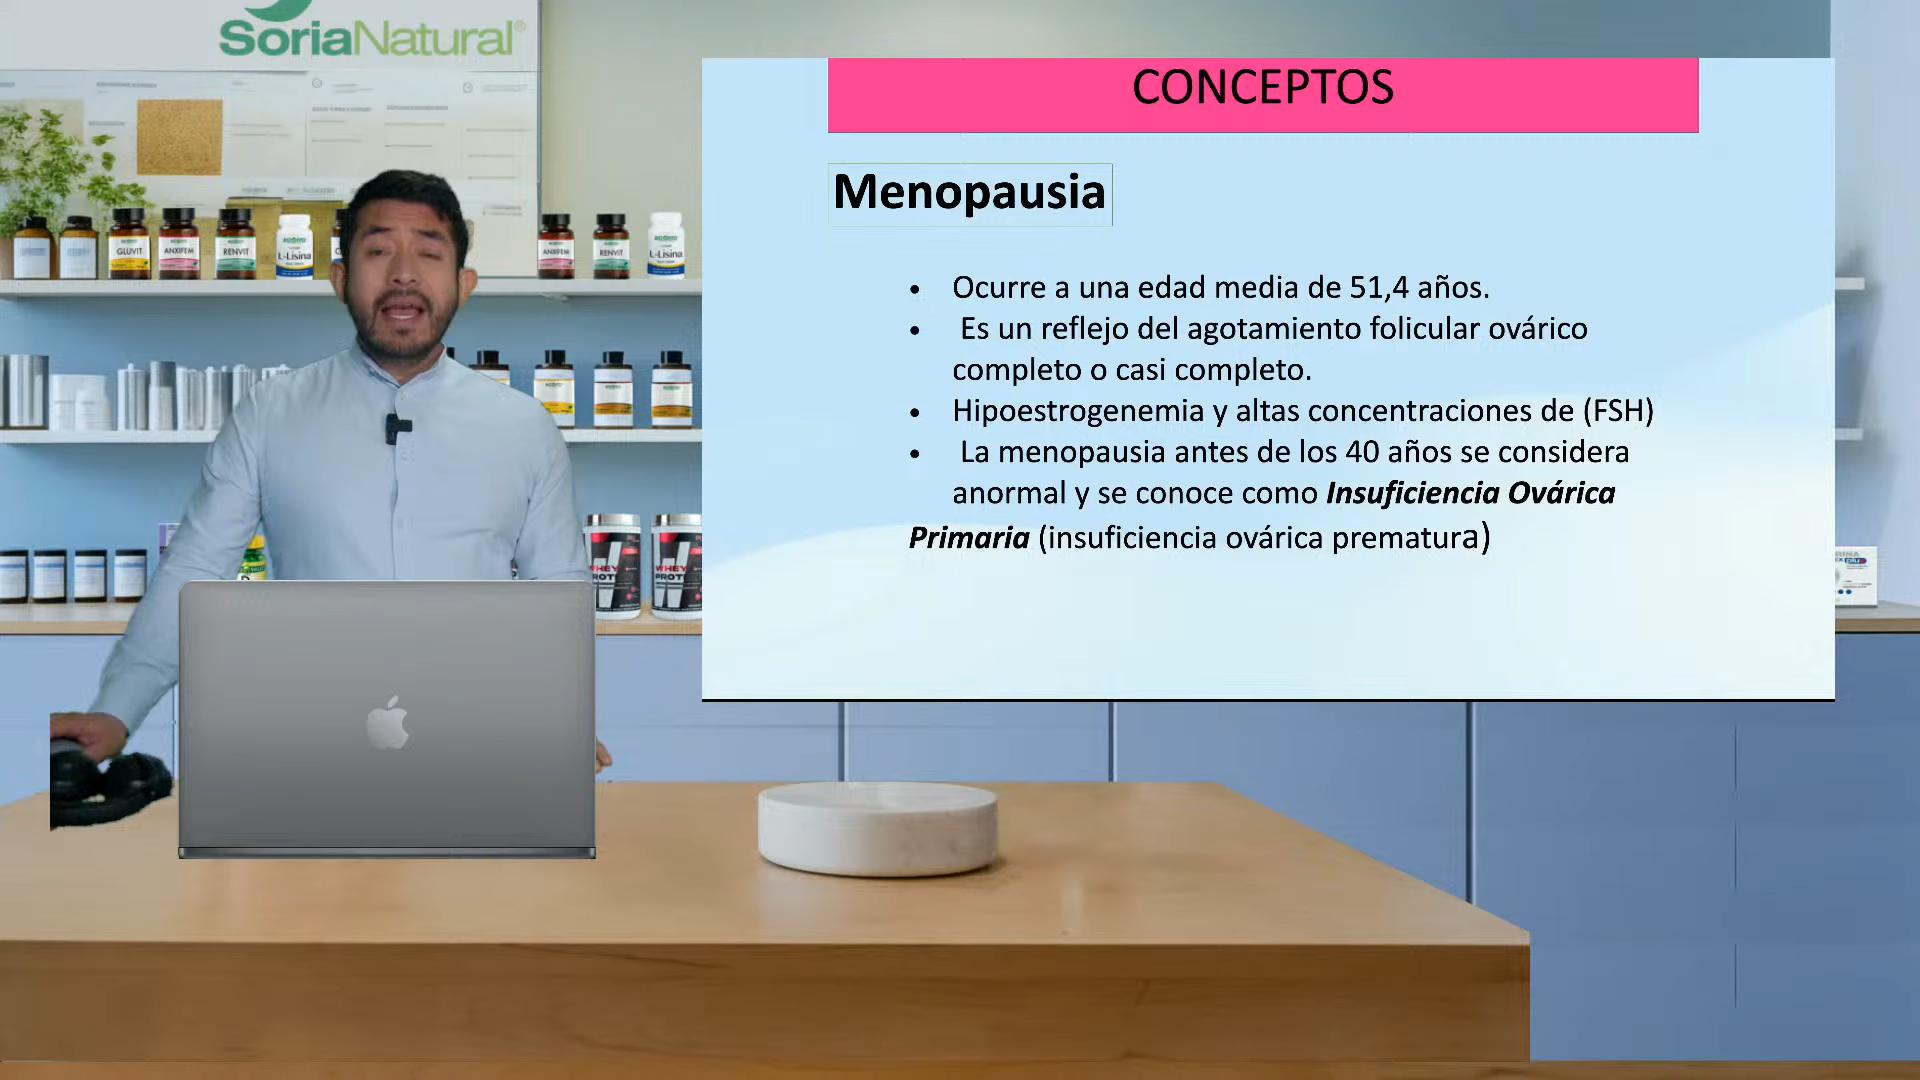 SoriaNatural®
CONCEPTOS
Menopausia
• Ocurre a una edad media de 51,4 años.
• Es un reflejo del agotamiento folicular ovárico
completo o casi completo.
• Hipoestrogenemia y altas concentraciones de (FSH)
• La menopausia antes de los 40 años se considera
anormal y se conoce como Insuficiencia Ovárica
Primaria (insuficiencia ovárica prematura)
GLUVIT
ANXIFEM
RENVIT
L-Lisina
ANXIFEM
RENVIT
L-Lisina
WHEY
WHEY